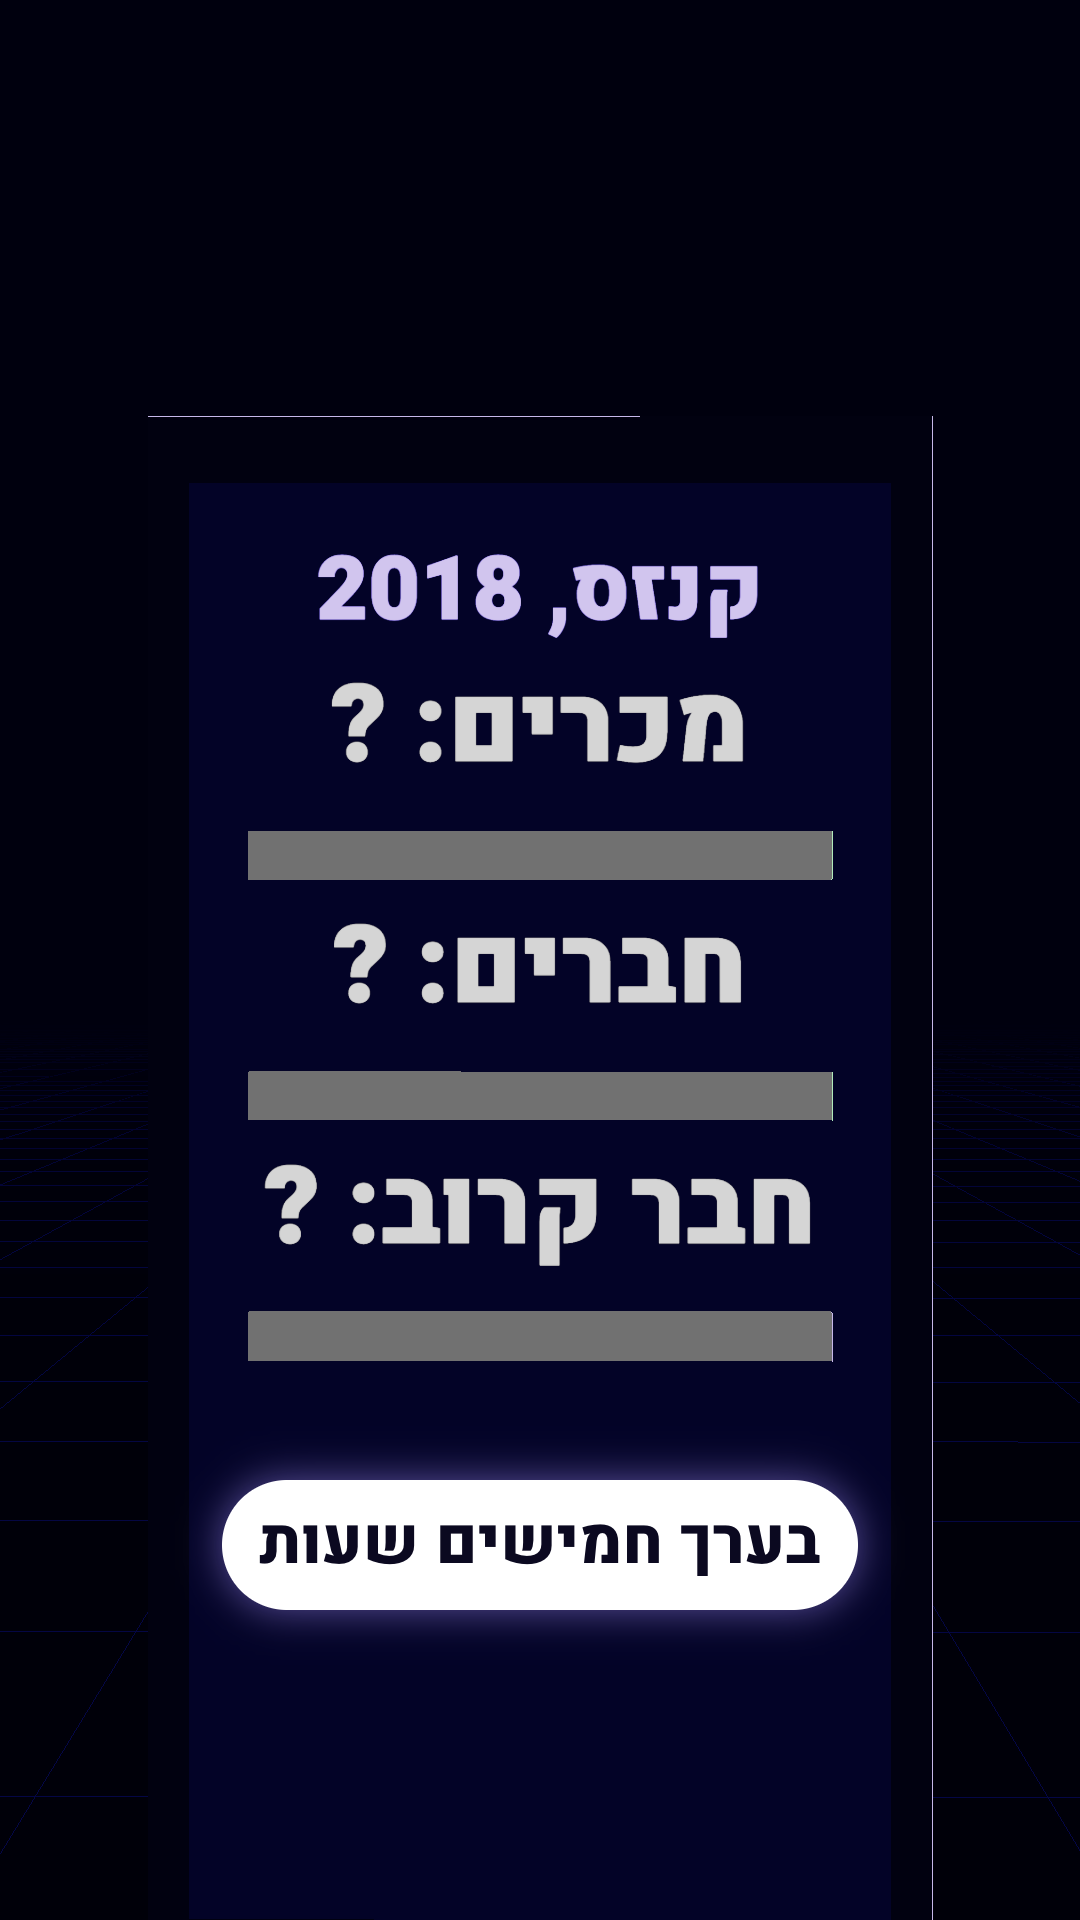 קנזס, 2018
מכרים: ?
חברים: ?
חבר קרוב: ?
בערך חמישים שעות